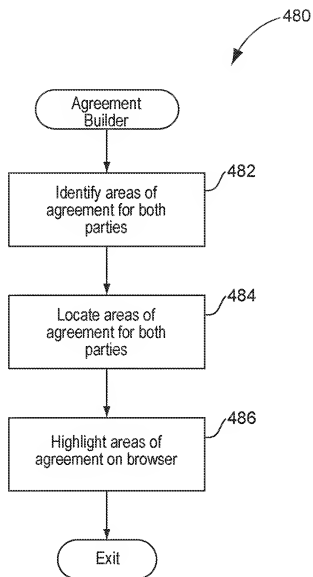 480
Agreement
Builder
482
Identify areas of
agreement for both
parties
484
Locate areas of
agreement for both
parties
486
Highlight areas of
agreement on browser
Exit